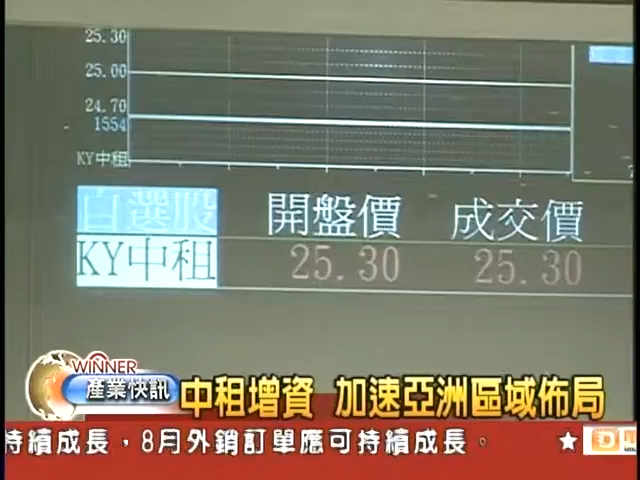 25.30
25.00
24.70
1554
KY中租
自選股 開盤價 成交價
KY中租 25.30 25.30
WINNER
產業快訊 中租增資 加速亞洲區域佈局
持續成長，8月外銷訂單應可持續成長。